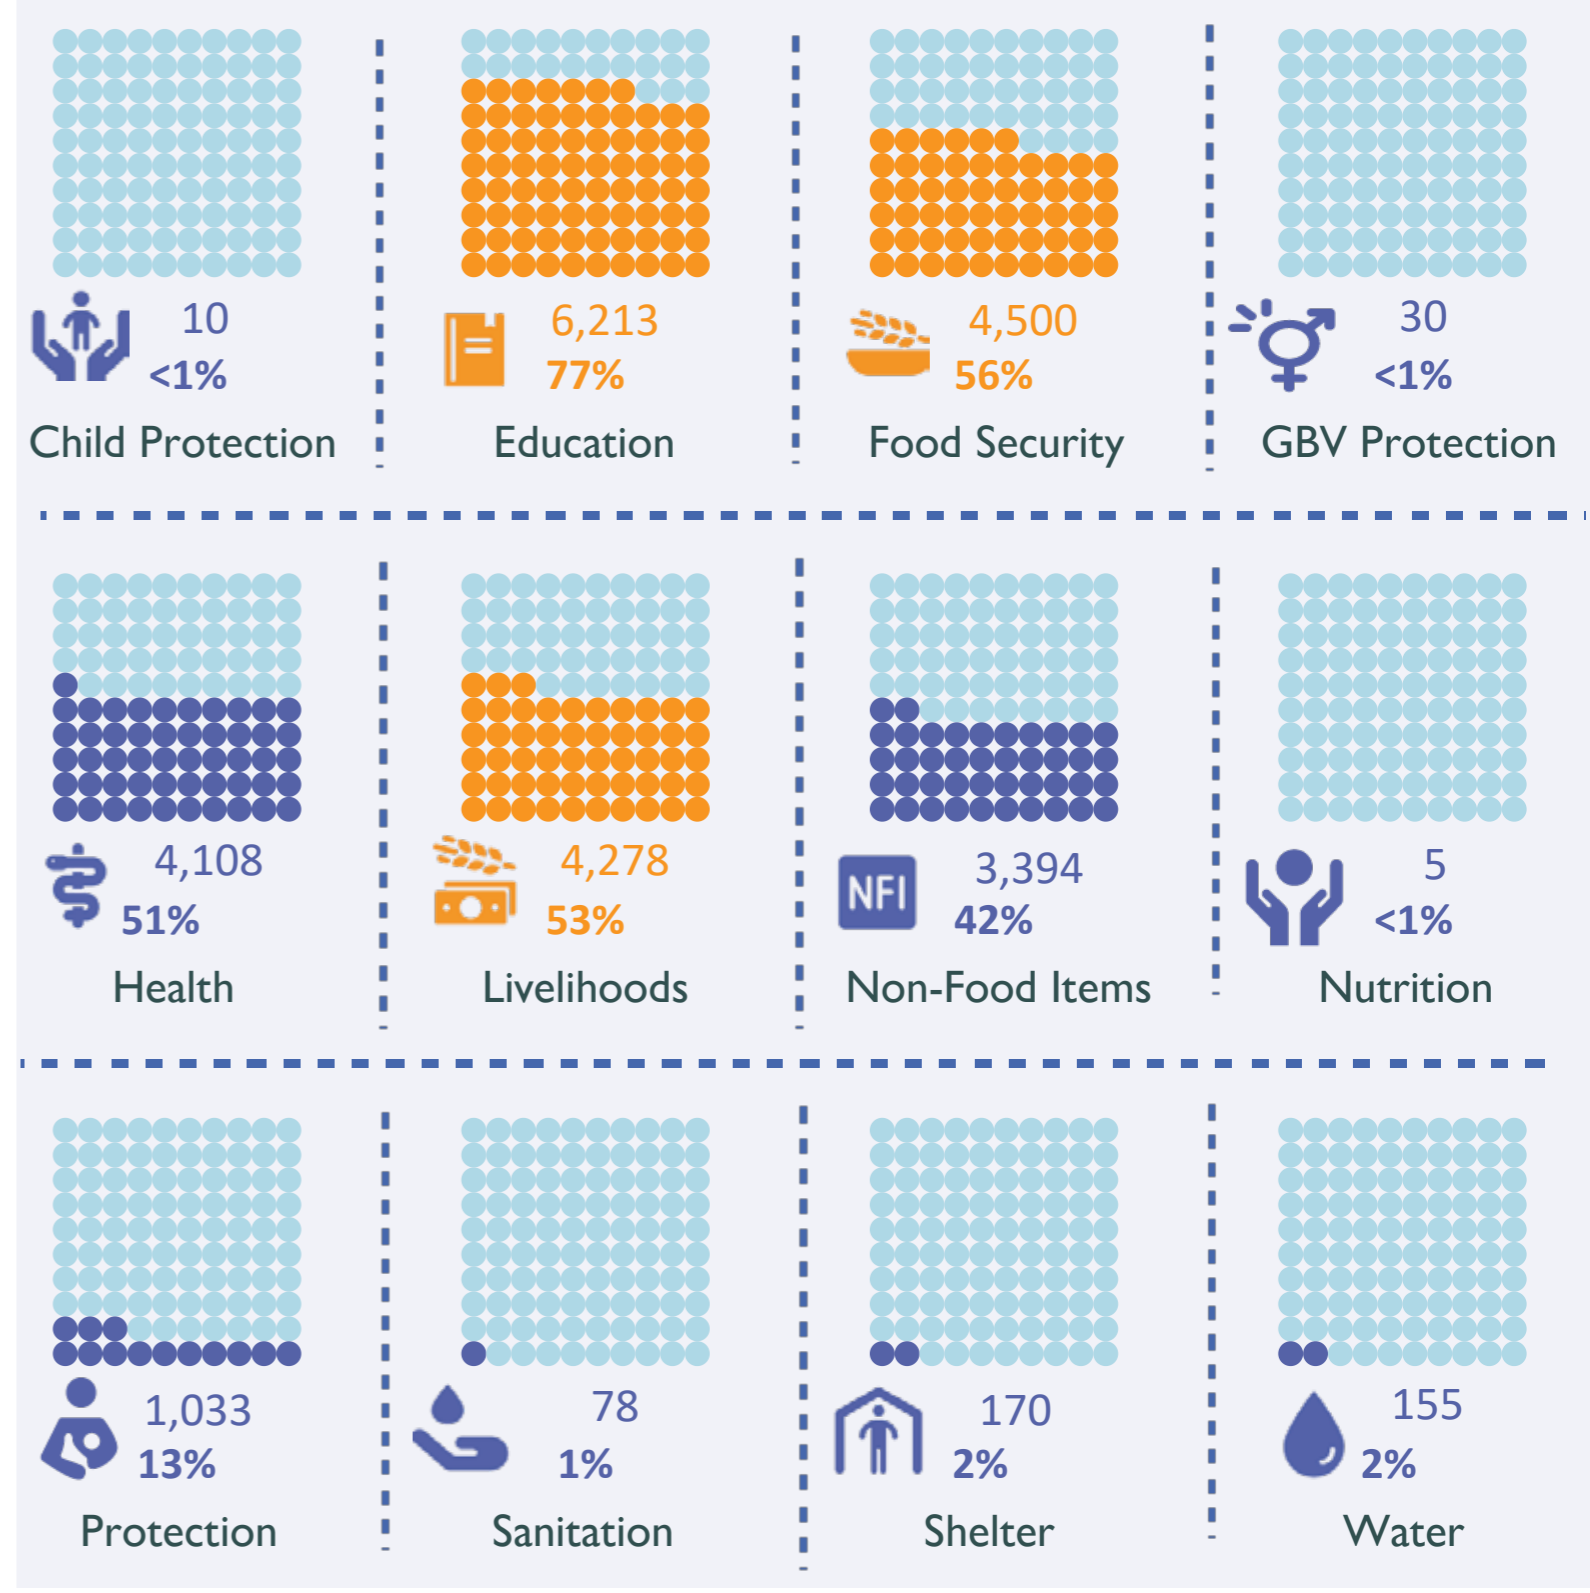 10
<1%
Child Protection
6,213
77%
Education
4,500
56%
Food Security
30
<1%
GBV Protection
4,108
51%
Health
4,278
53%
Livelihoods
NFI
3,394
42%
Non-Food Items
5
<1%
Nutrition
1,033
13%
Protection
78
1%
Sanitation
170
2%
Shelter
155
2%
Water